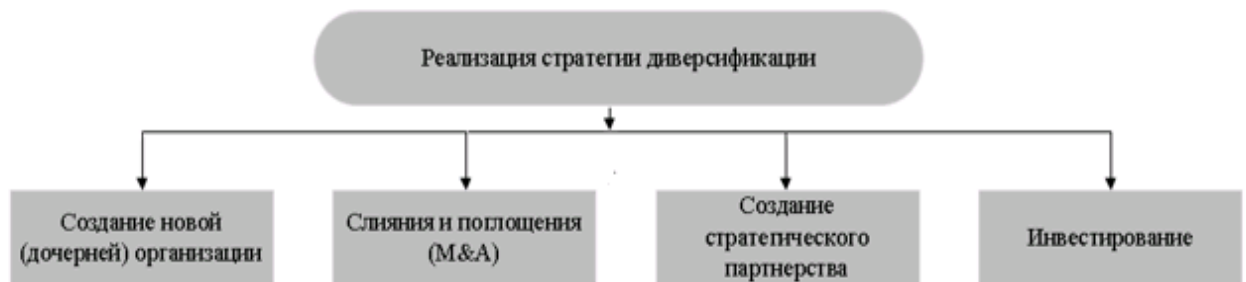 Реализация стратегии диверсификации
Создание новой
(дочерней) организации
Слияния и поглощения
(M&A)
Создание
стратегического
партнерства
Инвестирование